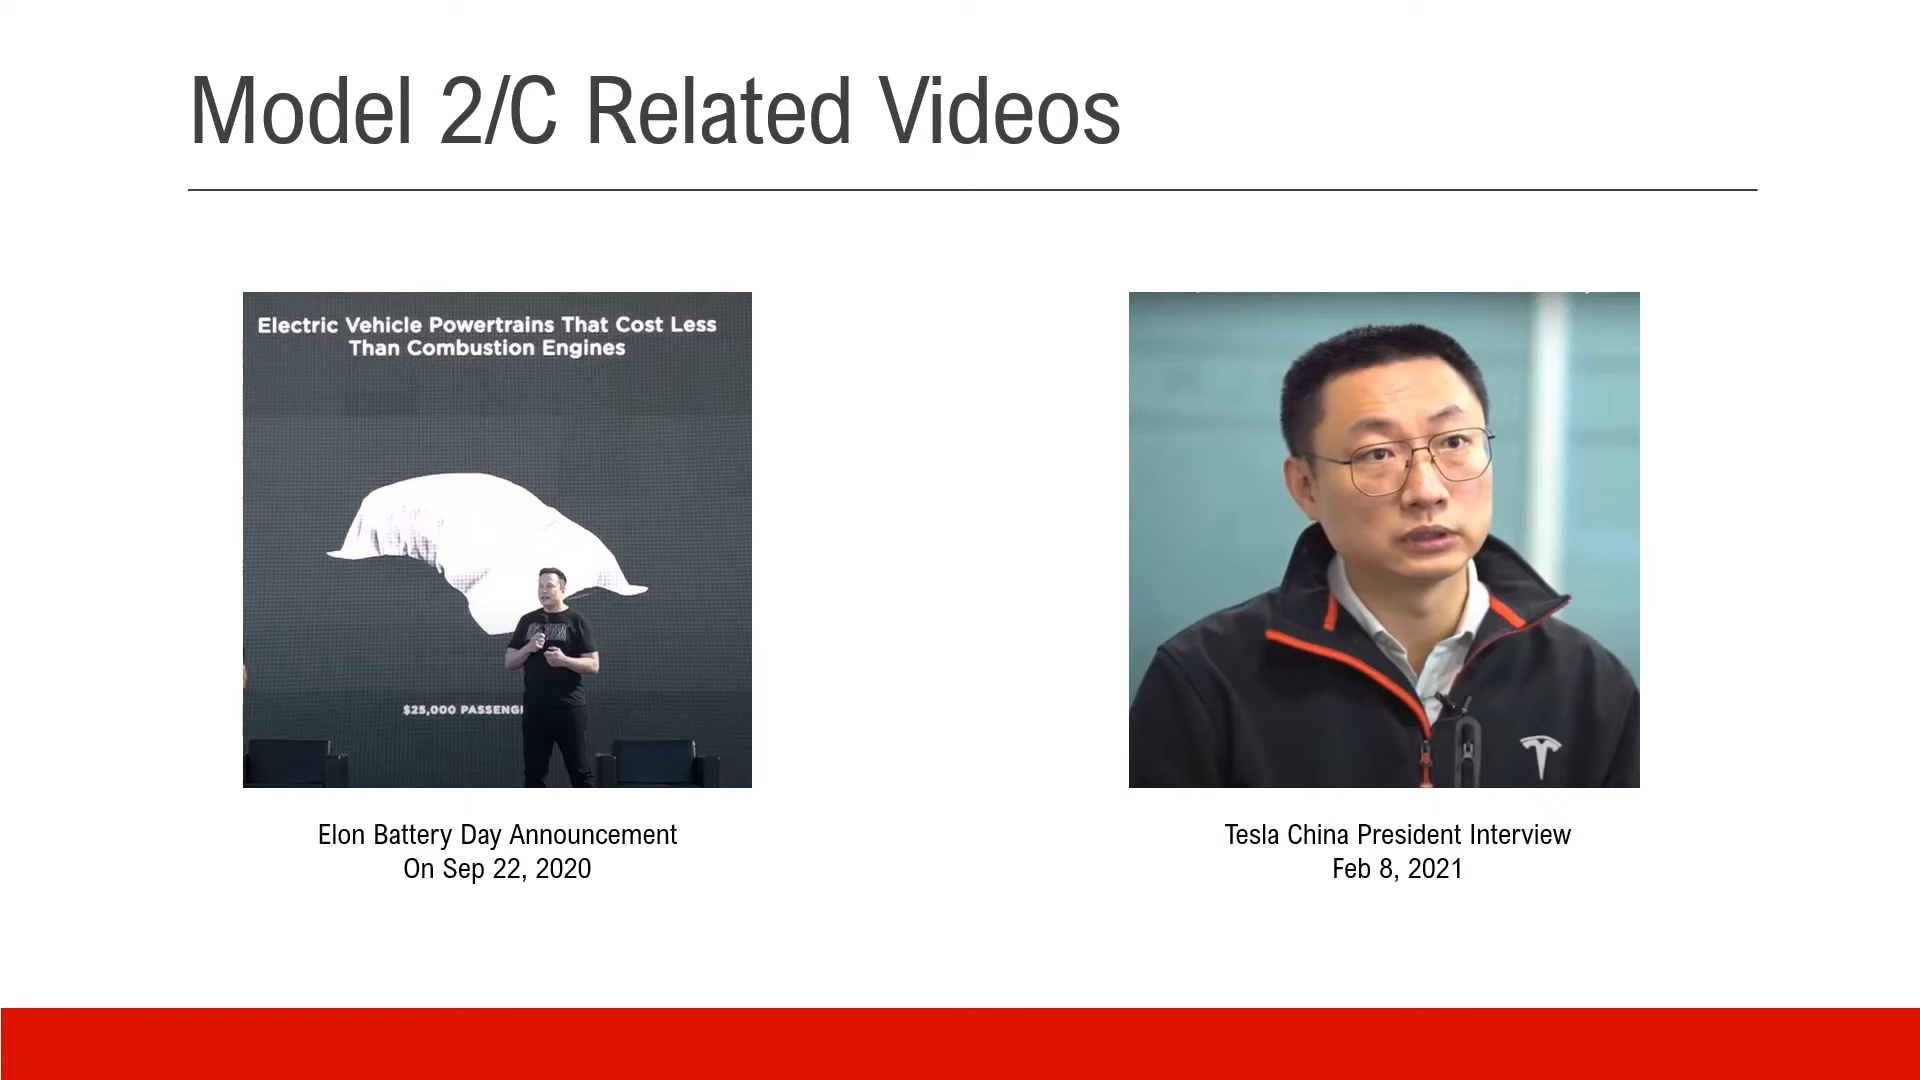 Model 2/C Related Videos
Electric Vehicle Powertrains That Cost Less
Than Combustion Engines
$25,000
Elon Battery Day Announcement
On Sep 22, 2020
Tesla China President Interview
Feb 8, 2021